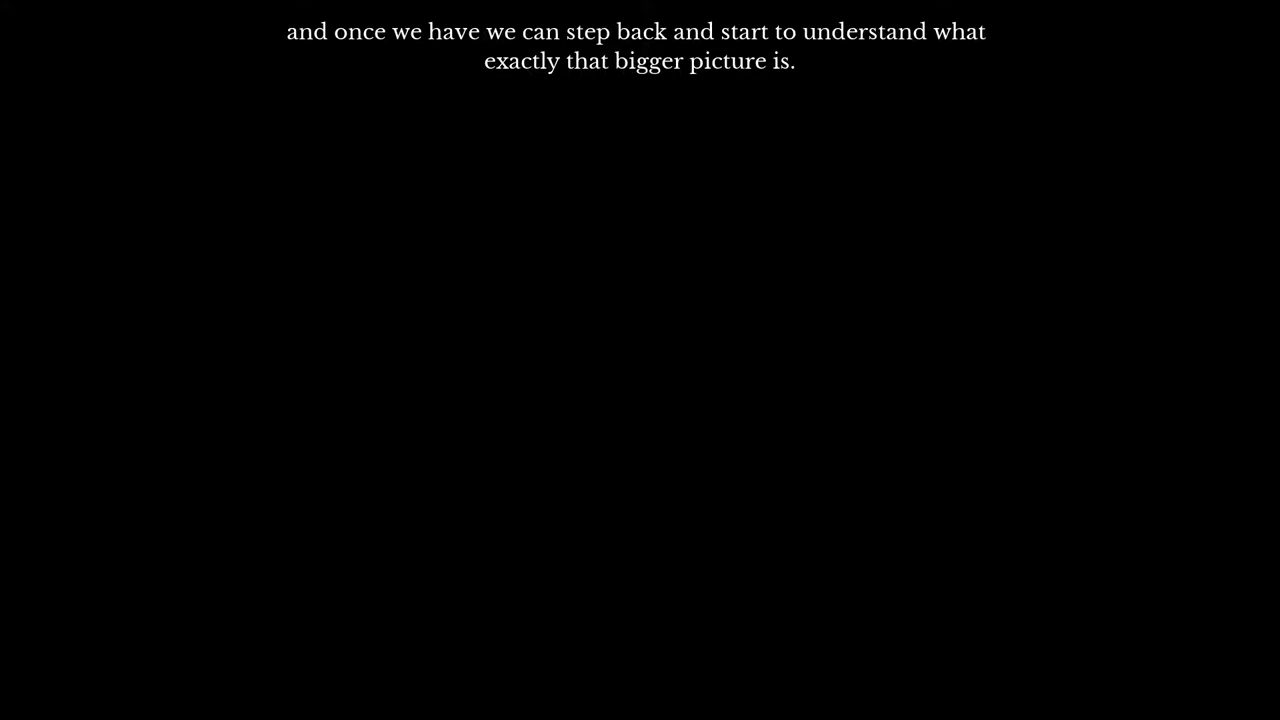 and once we have we can step back and start to understand what
exactly that bigger picture is.